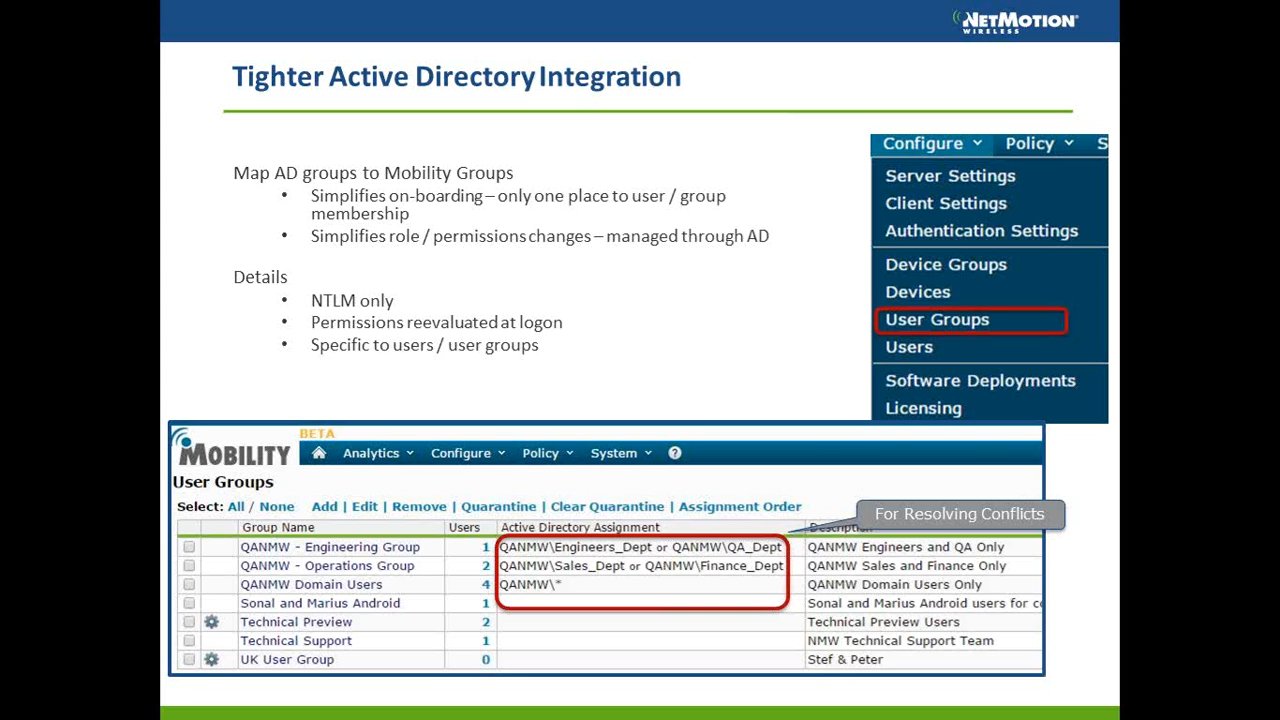 NETMOTION
WIRELESS
Tighter Active Directory Integration
Map AD groups to Mobility Groups
• Simplifies on-boarding – only one place to user / group
membership
• Simplifies role / permissions changes – managed through AD
Details
• NTLM only
• Permissions reevaluated at logon
• Specific to users / user groups
Configure Policy S
Server Settings
Client Settings
Authentication Settings
Device Groups
Devices
User Groups
Users
Software Deployments
Licensing
BETA
MOBILITY
Analytics Configure Policy System ?
User Groups
Select: All / None Add | Edit | Remove | Quarantine | Clear Quarantine | Assignment Order
For Resolving Conflicts
Group Name Users Active Directory Assignment Description
QANMW - Engineering Group 1 QANMW\Engineers_Dept or QANMW\QA_Dept QANMW Engineers and QA Only
QANMW - Operations Group 2 QANMW\Sales_Dept or QANMW\Finance_Dept QANMW Sales and Finance Only
QANMW Domain Users 4 QANMW\* QANMW Domain Users Only
Sonal and Marius Android 1 Sonal and Marius Android users for co
Technical Preview 2 Technical Preview Users
Technical Support 1 NMW Technical Support Team
UK User Group 0 Stef & Peter